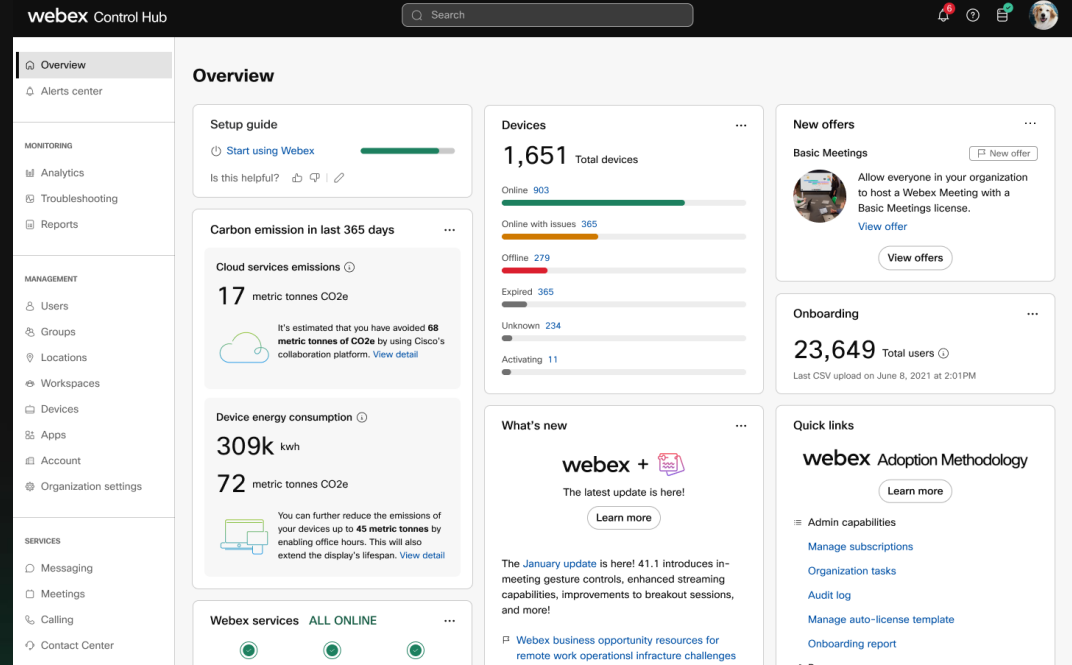 webex Control Hub
Search
6
Overview
Alerts center
MONITORING
Analytics
Troubleshooting
Reports
MANAGEMENT
Users
Groups
Locations
Workspaces
Devices
Apps
Account
Organization settings
SERVICES
Messaging
Meetings
Calling
Contact Center
Overview
Setup guide
Start using Webex
Is this helpful?
Carbon emission in last 365 days
Cloud services emissions
17 metric tonnes CO2e
It's estimated that you have avoided 68
metric tonnes of CO2e by using Cisco's
collaboration platform. View detail
Device energy consumption
309k kwh
72 metric tonnes CO2e
You can further reduce the emissions of
your devices up to 45 metric tonnes by
enabling office hours. This will also
extend the display's lifespan. View detail
Webex services ALL ONLINE
Devices
1,651 Total devices
Online 903
Online with issues 365
Offline 279
Expired 365
Unknown 234
Activating 11
What's new
webex +
The latest update is here!
Learn more
The January update is here! 41.1 introduces in-
meeting gesture controls, enhanced streaming
capabilities, improvements to breakout sessions,
and more!
Webex business opportunity resources for
remote work operationsl infracture challenges
New offers
Basic Meetings
New offer
Allow everyone in your organization
to host a Webex Meeting with a
Basic Meetings license.
View offer
View offers
Onboarding
23,649 Total users
Last CSV upload on June 8, 2021 at 2:01PM
Quick links
webex Adoption Methodology
Learn more
Admin capabilities
Manage subscriptions
Organization tasks
Audit log
Manage auto-license template
Onboarding report